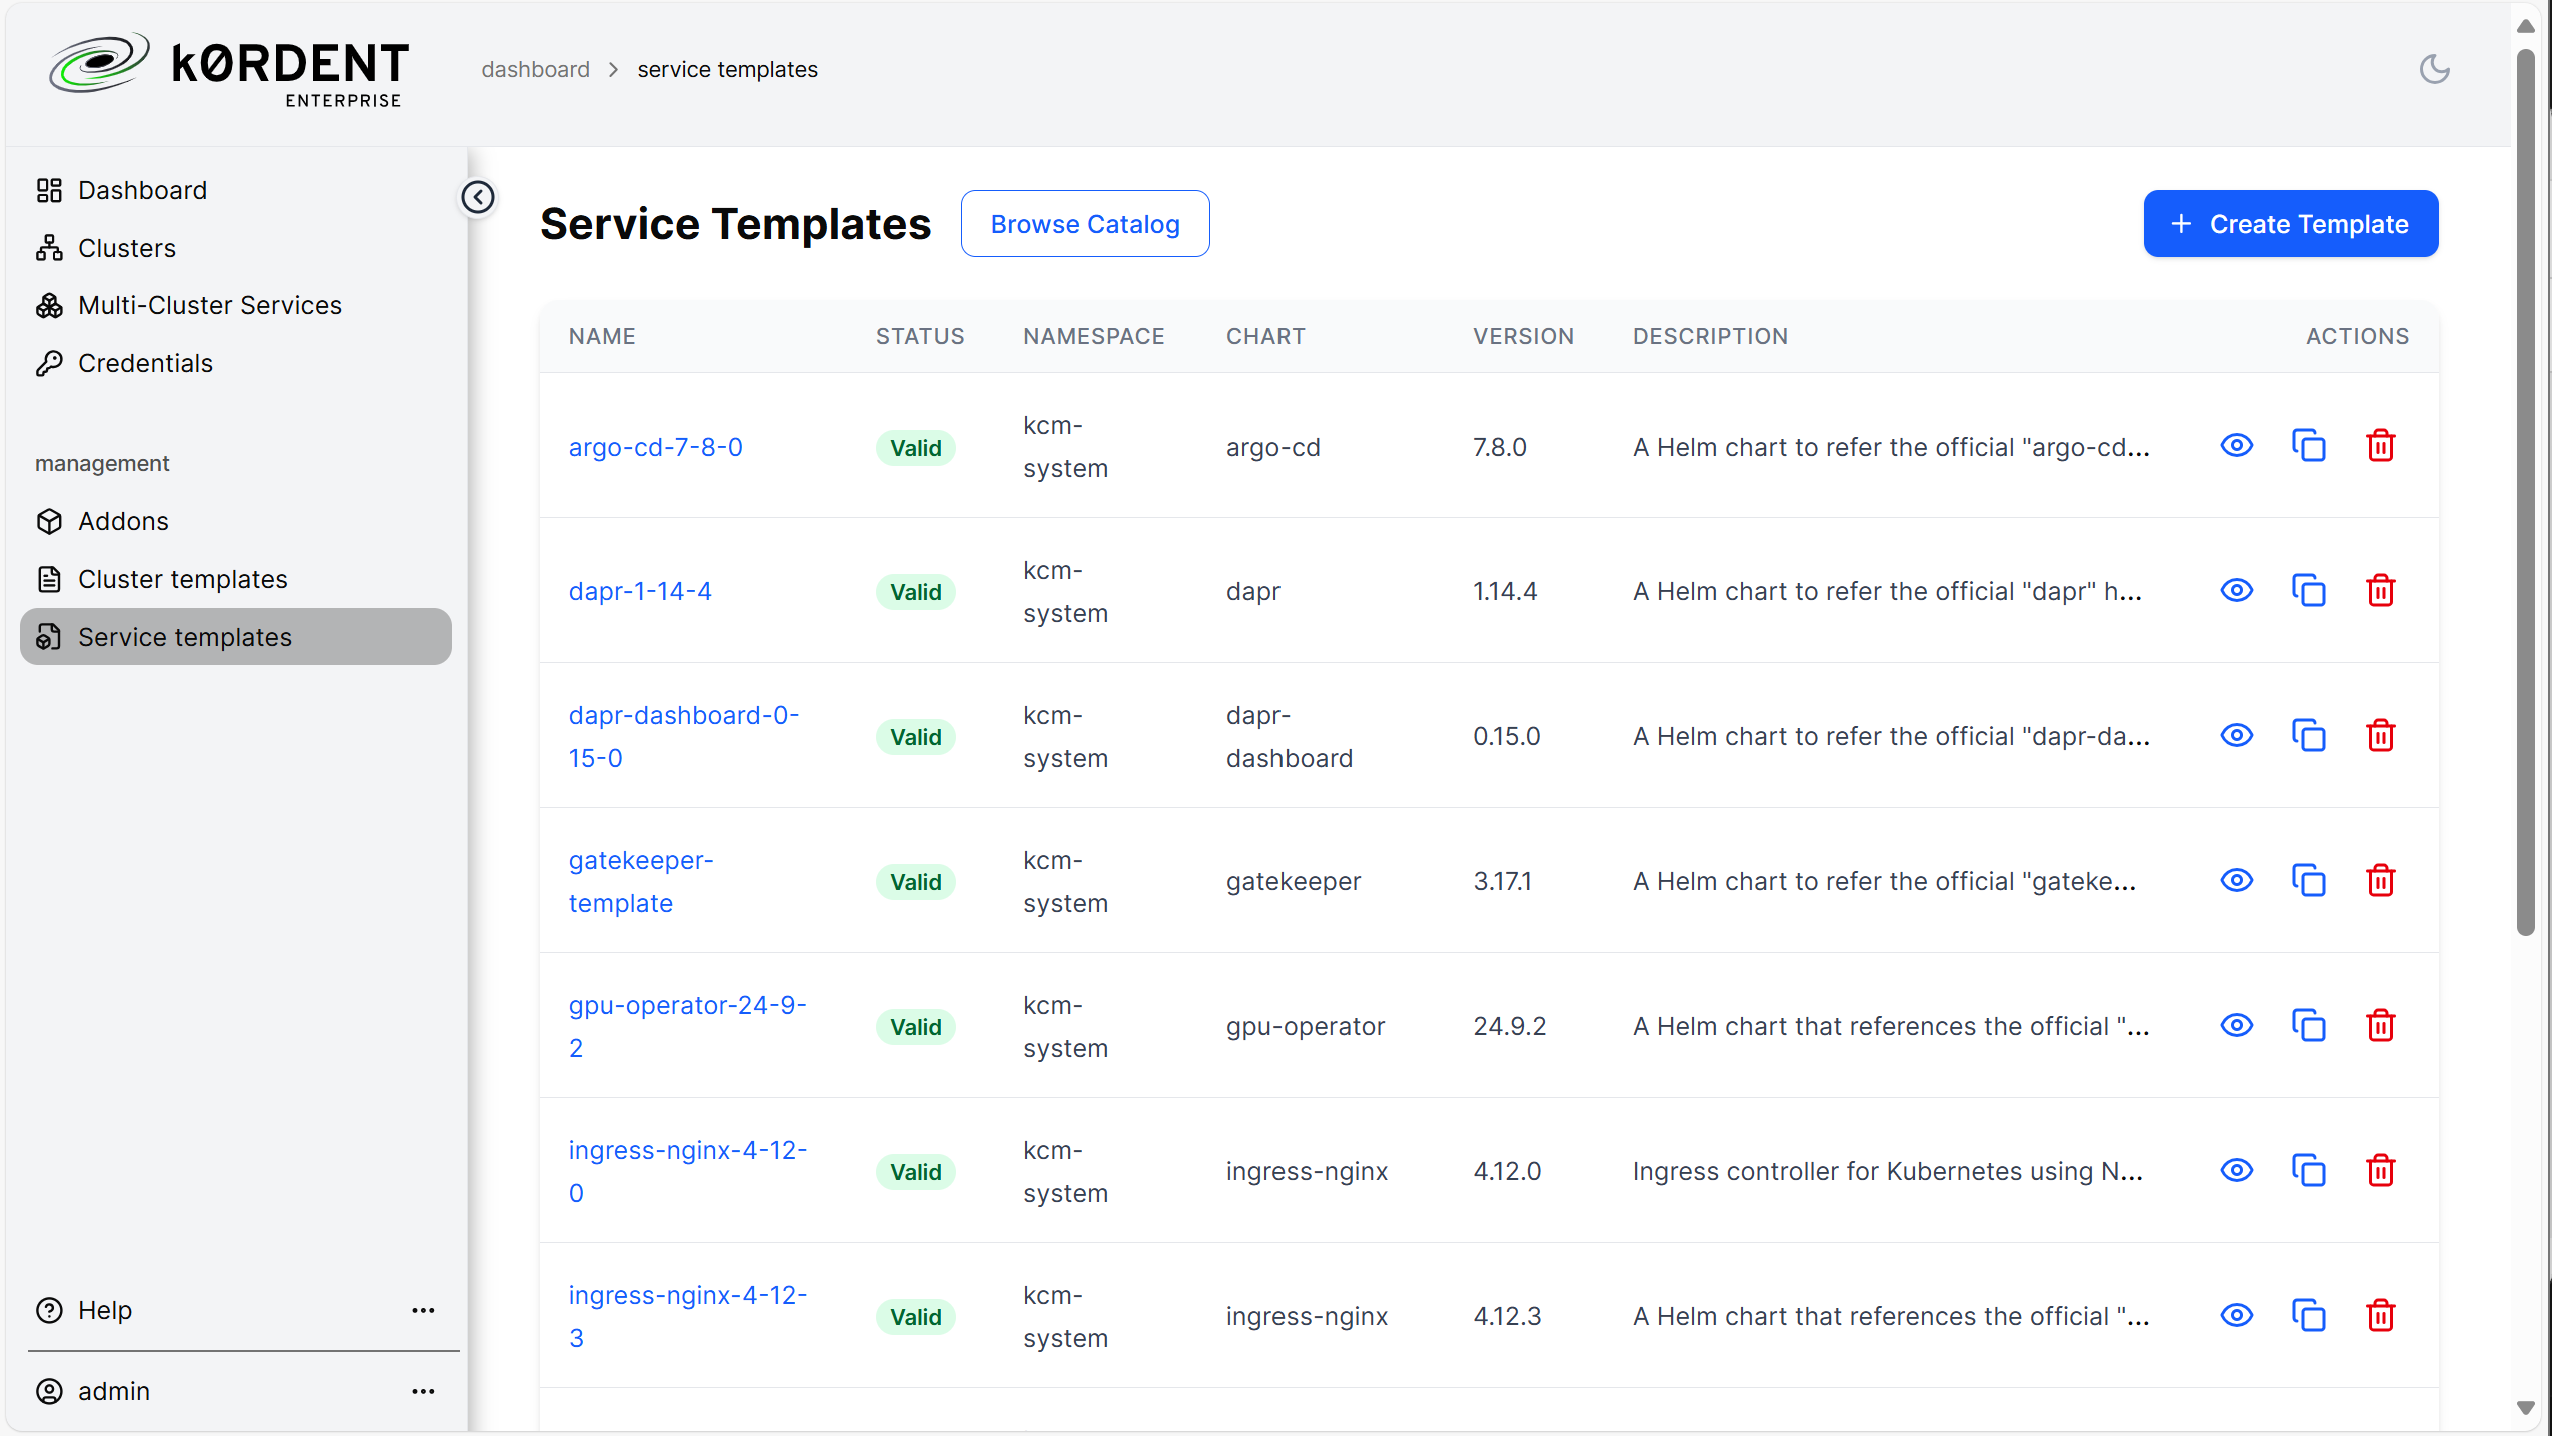 k0RDENT
ENTERPRISE
dashboard > service templates
Dashboard
Clusters
Multi-Cluster Services
Credentials
management
Addons
Cluster templates
Service templates
Help
admin
Service Templates
Browse Catalog
+ Create Template
NAME STATUS NAMESPACE CHART VERSION DESCRIPTION ACTIONS
argo-cd-7-8-0 Valid kcm-
system argo-cd 7.8.0 A Helm chart to refer the official "argo-cd...
dapr-1-14-4 Valid kcm-
system dapr 1.14.4 A Helm chart to refer the official "dapr" h...
dapr-dashboard-0-
15-0 Valid kcm-
system dapr-
dashboard 0.15.0 A Helm chart to refer the official "dapr-da...
gatekeeper-
template Valid kcm-
system gatekeeper 3.17.1 A Helm chart to refer the official "gateke...
gpu-operator-24-9-
2 Valid kcm-
system gpu-operator 24.9.2 A Helm chart that references the official "...
ingress-nginx-4-12-
0 Valid kcm-
system ingress-nginx 4.12.0 Ingress controller for Kubernetes using N...
ingress-nginx-4-12-
3 Valid kcm-
system ingress-nginx 4.12.3 A Helm chart that references the official "...